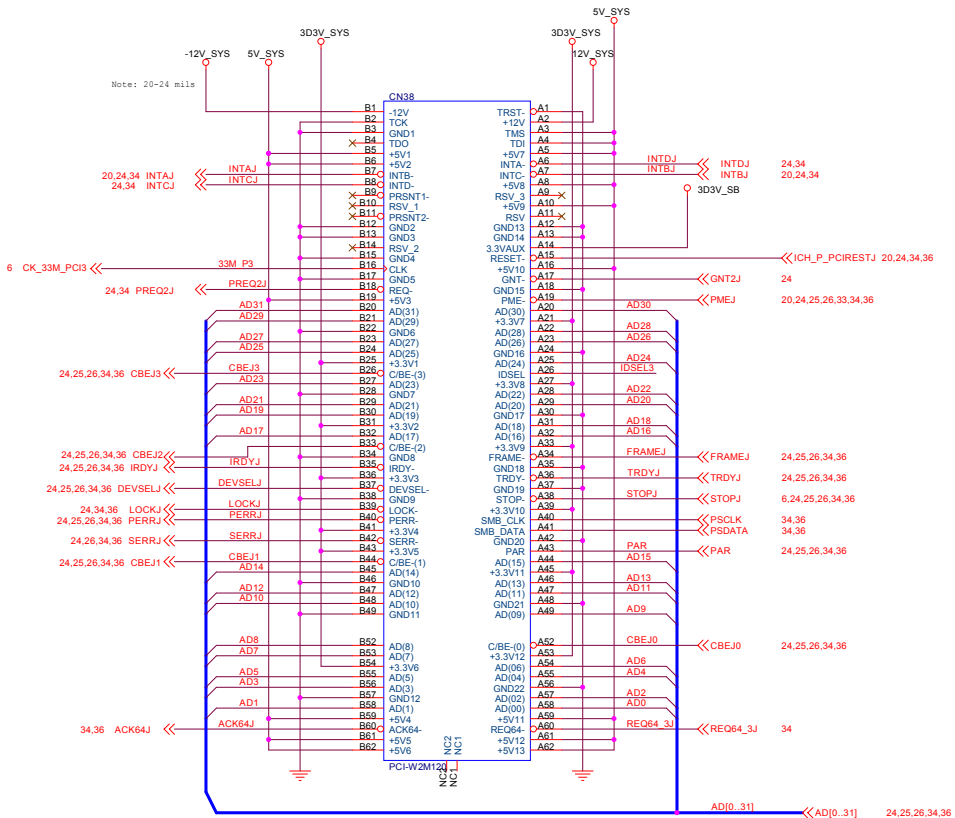 5V_SYS
3D3V_SYS 3D3V_SYS
-12V_SYS 5V_SYS 12V_SYS
Note: 20-24 mils
CN38
B1 -12V TRST- A1
B2 TCK +12V A2
B3 GND1 TMS A3
B4 TDO TDI A4
B5 +5V1 +5V7 A5
B6 +5V2 INTA- A6 INTDJ INTDJ 24,34
20,24,34 INTAJ INTAJ B7 INTB- INTC- A7 INTBJ INTBJ 20,24,34
24,34 INTCJ INTCJ B8 INTD- +5V8 A8
B9 PRSNT1- RSV_3 A9 3D3V_SB
B10 RSV_1 +5V9 A10
B11 PRSNT2- RSV A11
B12 GND2 GND13 A12
B13 GND3 GND14 A13
B14 RSV_2 3.3VAUX A14
B15 GND4 RESET- A15 ICH_P_PCIRESTJ 20,24,34,36
6 CK_33M_PCI3 33M_P3 B16 CLK +5V10 A16
B17 GND5 GNT- A17 GNT2J 24
24,34 PREQ2J PREQ2J B18 REQ- GND15 A18
B19 +5V3 PME- A19 PMEJ 20,24,25,26,33,34,36
AD31 B20 AD(31) AD(30) A20 AD30
AD29 B21 AD(29) +3.3V7 A21
B22 GND6 AD(28) A22 AD28
AD27 B23 AD(27) AD(26) A23 AD26
AD25 B24 AD(25) GND16 A24
B25 +3.3V1 AD(24) A25 AD24
24,25,26,34,36 CBEJ3 CBEJ3 B26 C/BE-(3) IDSEL A26 IDSEL3
AD23 B27 AD(23) +3.3V8 A27
B28 GND7 AD(22) A28 AD22
AD21 B29 AD(21) AD(20) A29 AD20
AD19 B30 AD(19) GND17 A30
B31 +3.3V2 AD(18) A31 AD18
AD17 B32 AD(17) AD(16) A32 AD16
B33 C/BE-(2) +3.3V9 A33
24,25,26,34,36 CBEJ2 B34 GND8 FRAME- A34 FRAMEJ FRAMEJ 24,25,26,34,36
24,25,26,34,36 IRDYJ IRDYJ B35 IRDY- GND18 A35
B36 +3.3V3 TRDY- A36 TRDYJ TRDYJ 24,25,26,34,36
24,25,26,34,36 DEVSELJ DEVSELJ B37 DEVSEL- GND19 A37
B38 GND9 STOP- A38 STOPJ STOPJ 6,24,25,26,34,36
24,34,36 LOCKJ LOCKJ B39 LOCK- +3.3V10 A39
24,25,26,34,36 PERRJ PERRJ B40 PERR- SMB_CLK A40 PSCLK 34,36
B41 +3.3V4 SMB_DATA A41 PSDATA 34,36
24,26,34,36 SERRJ SERRJ B42 SERR- GND20 A42
B43 +3.3V5 PAR A43 PAR PAR 24,25,26,34,36
24,25,26,34,36 CBEJ1 CBEJ1 B44 C/BE-(1) AD(15) A44 AD15
AD14 B45 AD(14) +3.3V11 A45
B46 GND10 AD(13) A46 AD13
AD12 B47 AD(12) AD(11) A47 AD11
AD10 B48 AD(10) GND21 A48
B49 GND11 AD(09) A49 AD9
AD8 B52 AD(8) C/BE-(0) A52 CBEJ0 24,25,26,34,36
AD7 B53 AD(7) +3.3V12 A53
B54 +3.3V6 AD(06) A54 AD6
AD5 B55 AD(5) AD(04) A55 AD4
AD3 B56 AD(3) GND22 A56
B57 GND12 AD(02) A57 AD2
AD1 B58 AD(1) AD(00) A58 AD0
B59 +5V4 +5V11 A59
34,36 ACK64J ACK64J B60 ACK64- REQ64- A60 REQ64_3J REQ64_3J 34
B61 +5V5 +5V12 A61
B62 +5V6 +5V13 A62
NC2 NC1
PCI-W2M120
NC2 NC1
AD[0..31] AD[0..31] 24,25,26,34,36